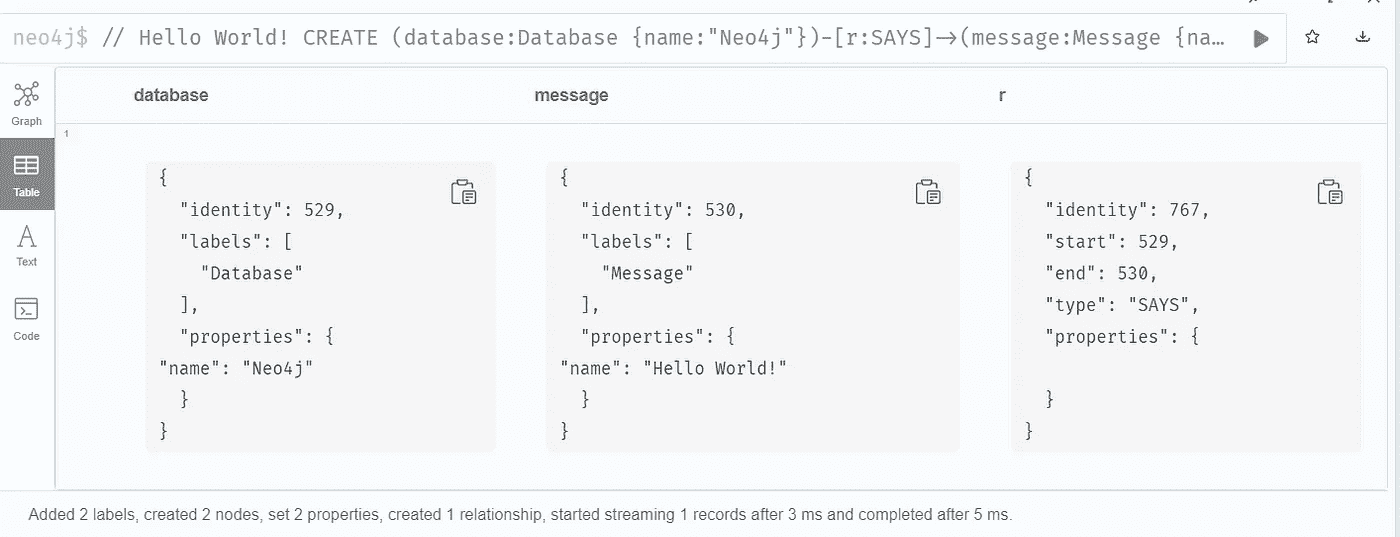 neo4j$ // Hello World! CREATE (database:Database {name:"Neo4j"})-[r:SAYS]→(message:Message {na…
database message r
Graph
Table
Text
Code
1
{
"identity": 529,
"labels": [
"Database"
],
"properties": {
"name": "Neo4j"
}
}
{
"identity": 530,
"labels": [
"Message"
],
"properties": {
"name": "Hello World!"
}
}
{
"identity": 767,
"start": 529,
"end": 530,
"type": "SAYS",
"properties": {
}
}
Added 2 labels, created 2 nodes, set 2 properties, created 1 relationship, started streaming 1 records after 3 ms and completed after 5 ms.